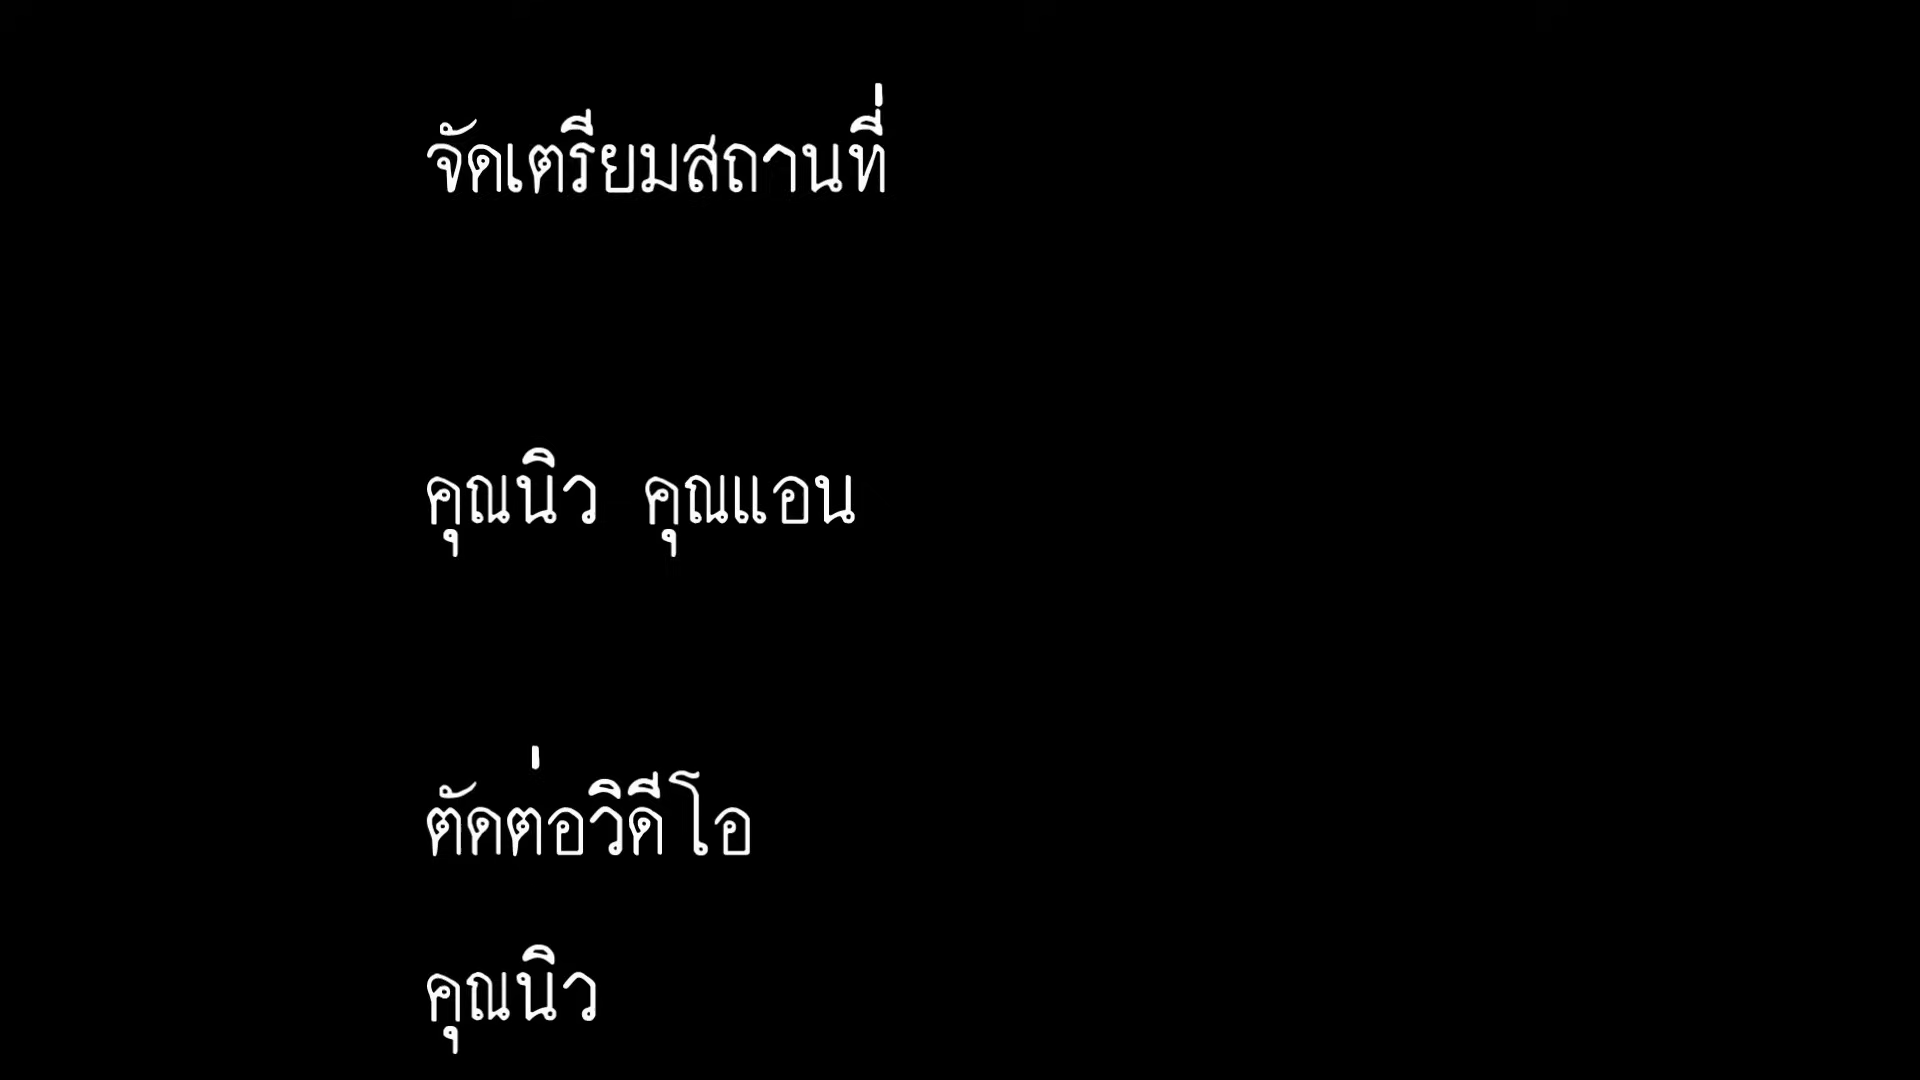 จัดเตรียมสถานที่
คุณนิว คุณแอน
ตัดต่อวิดีโอ
คุณนิว